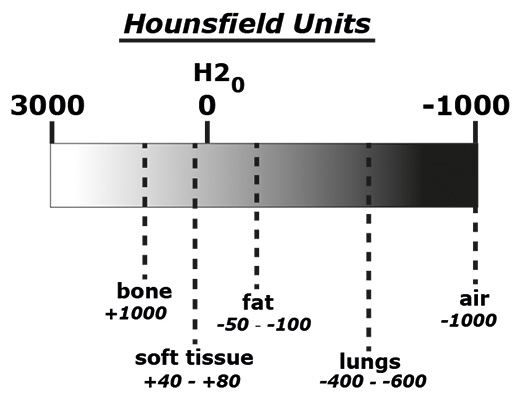 Hounsfield Units
H20
3000 0 -1000
bone
+1000
fat
-50 - -100
air
-1000
soft tissue
+40 - +80
lungs
-400 - -600